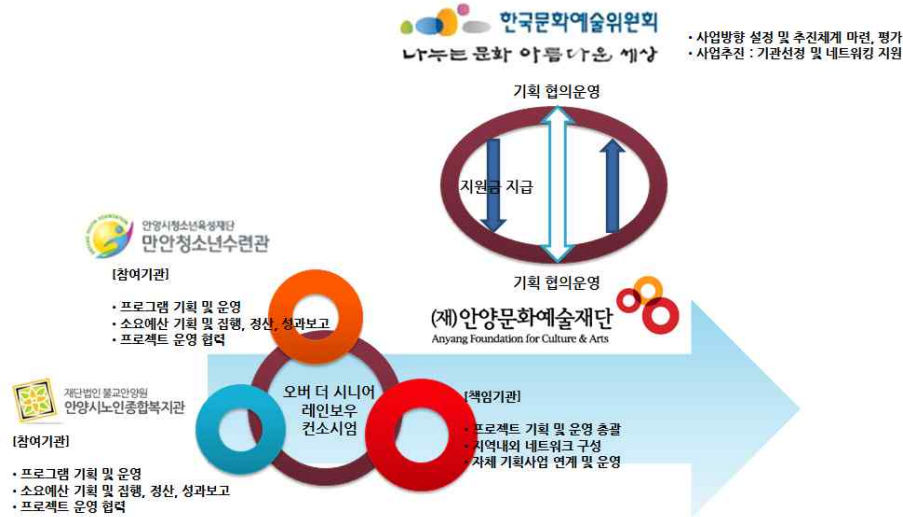 한국문화예술위원회
나누는 문화 아름다운 세상
• 사업방향 설정 및 추진체계 마련, 평가
• 사업추진 : 기관선정 및 네트워킹 지원
기획 협의운영
지원금 지급
기획 협의운영
안양시청소년육성재단
만안청소년수련관
[참여기관]
• 프로그램 기획 및 운영
• 소요예산 기획 및 집행, 정산, 성과보고
• 프로젝트 운영 협력
(재)안양문화예술재단
Anyang Foundation for Culture & Arts
재단법인 불교안양원
안양시노인종합복지관
[참여기관]
• 프로그램 기획 및 운영
• 소요예산 기획 및 집행, 정산, 성과보고
• 프로젝트 운영 협력
오버 더 시니어
레인보우
컨소시엄
[책임기관]
• 프로젝트 기획 및 운영 총괄
• 지역내외 네트워크 구성
• 자체 기획사업 연계 및 운영